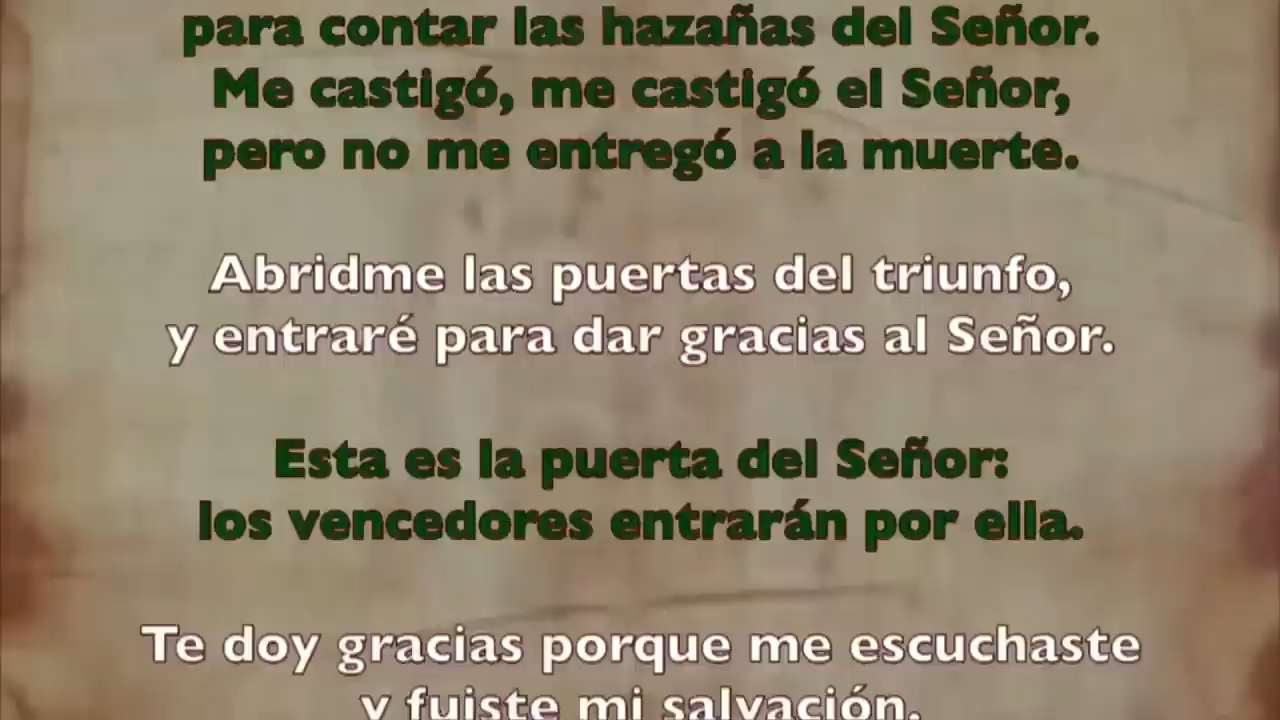 para contar las hazañas del Señor.
Me castigó, me castigó el Señor,
pero no me entregó a la muerte.
Abridme las puertas del triunfo,
y entraré para dar gracias al Señor.
Esta es la puerta del Señor:
los vencedores entrarán por ella.
Te doy gracias porque me escuchaste
y fuiste mi salvación.